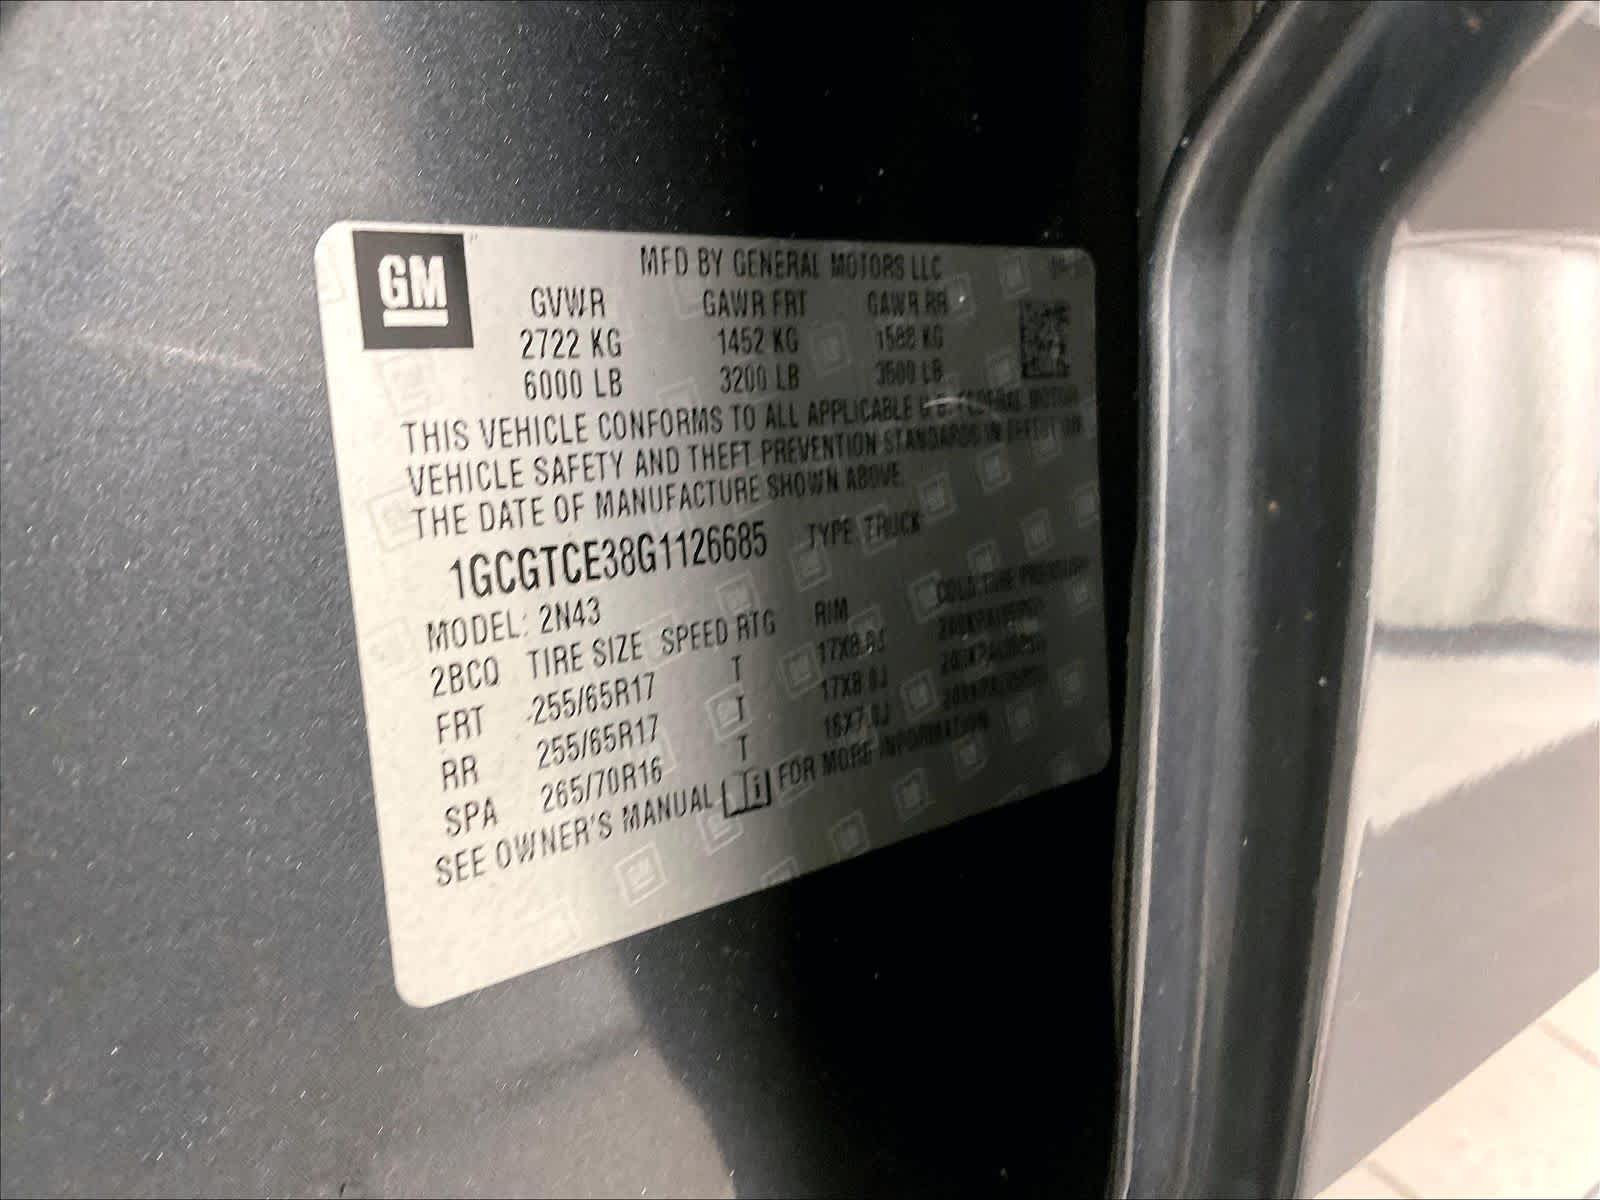 GM
MFD BY GENERAL MOTORS LLC
GVWR GAWR FRT GAWR RR
2722 KG 1452 KG 1588 KG
6000 LB 3200 LB 3500 LB
THIS VEHICLE CONFORMS TO ALL APPLICABLE U.S. FEDERAL MOTOR
VEHICLE SAFETY AND THEFT PREVENTION STANDARDS IN EFFECT ON
THE DATE OF MANUFACTURE SHOWN ABOVE.
1GCGTCE38G1126685 TYPE TRUCK
MODEL: 2N43
2BCQ TIRE SIZE SPEED RTG RIM COLD TIRE PRESSURE
FRT 255/65R17 T 17X8.0J
RR 255/65R17 T 17X8.0J
SPA 265/70R16 T 16X7.0J
SEE OWNER'S MANUAL i FOR MORE INFORMATION